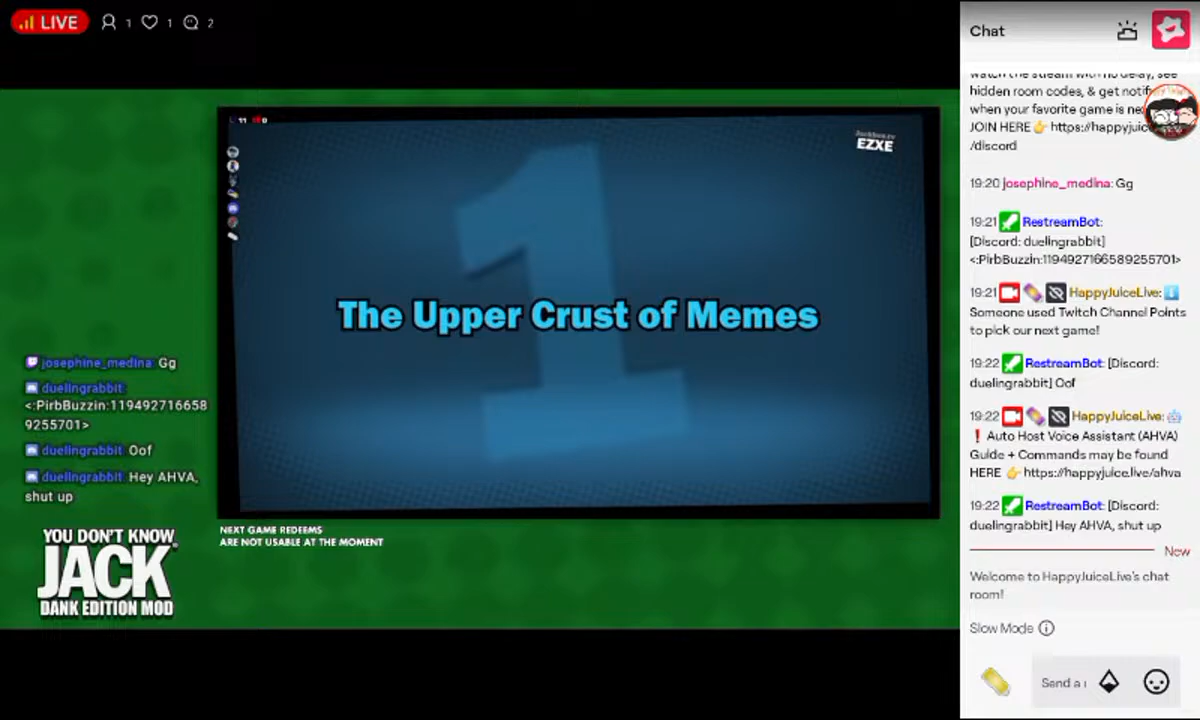 LIVE 1 1 2
11 0
EZXE
1
The Upper Crust of Memes
josephine_medina: Gg
duelingrabbit:
<:PirbBuzzin:119492716658
9255701>
duelingrabbit: Oof
duelingrabbit: Hey AHVA,
shut up
YOU DON'T KNOW
JACK
DANK EDITION MOD
NEXT GAME REDEEMS
ARE NOT USABLE AT THE MOMENT
Chat
watch the stream with no delay, see
hidden room codes, & get notif
when your favorite game is ne
JOIN HERE 👉 https://happyjuic
/discord
19:20 josephine_medina: Gg
19:21 RestreamBot:
[Discord: duelingrabbit]
<:PirbBuzzin:1194927166589255701>
19:21 HappyJuiceLive: ⬇️
Someone used Twitch Channel Points
to pick our next game!
19:22 RestreamBot: [Discord:
duelingrabbit] Oof
19:22 HappyJuiceLive: 🤖
❗ Auto Host Voice Assistant (AHVA)
Guide + Commands may be found
HERE 👉 https://happyjuice.live/ahva
19:22 RestreamBot: [Discord:
duelingrabbit] Hey AHVA, shut up
New
Welcome to HappyJuiceLive's chat
room!
Slow Mode
Send a